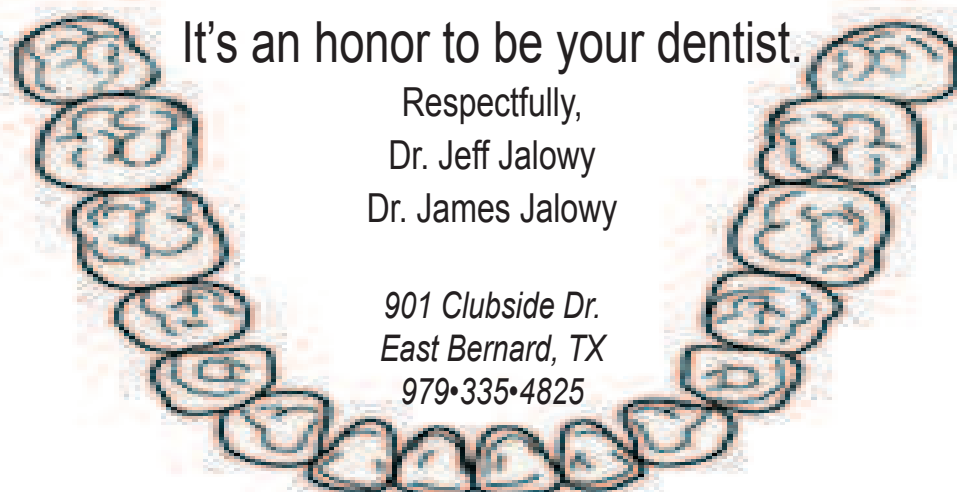 It’s an honor to be your dentist.
Respectfully,
Dr. Jeff Jalowy
Dr. James Jalowy
901 Clubside Dr.
East Bernard, TX
979•335•4825